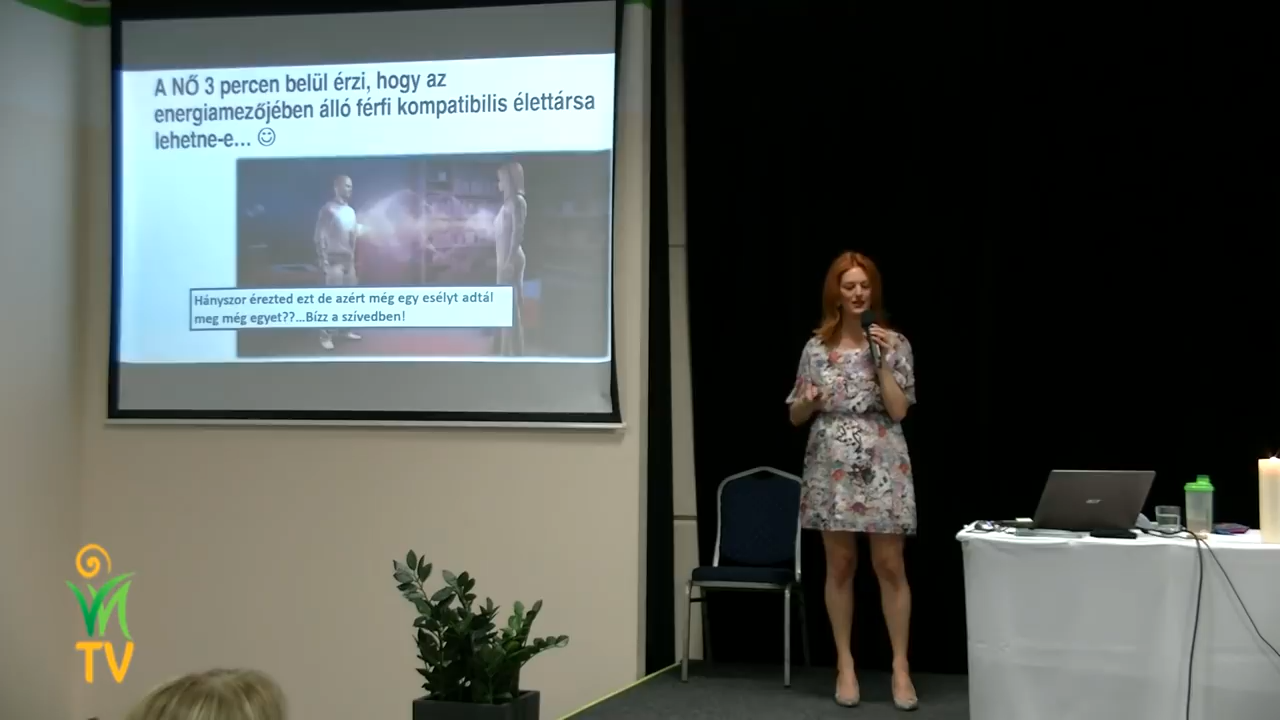 A NŐ 3 percen belül érzi, hogy az
energiamezőjében álló férfi kompatibilis élettársa
lehetne-e... ☺
Hányszor érezted ezt de azért még egy esélyt adtál
meg még egyet??...Bízz a szívedben!
acer
TV